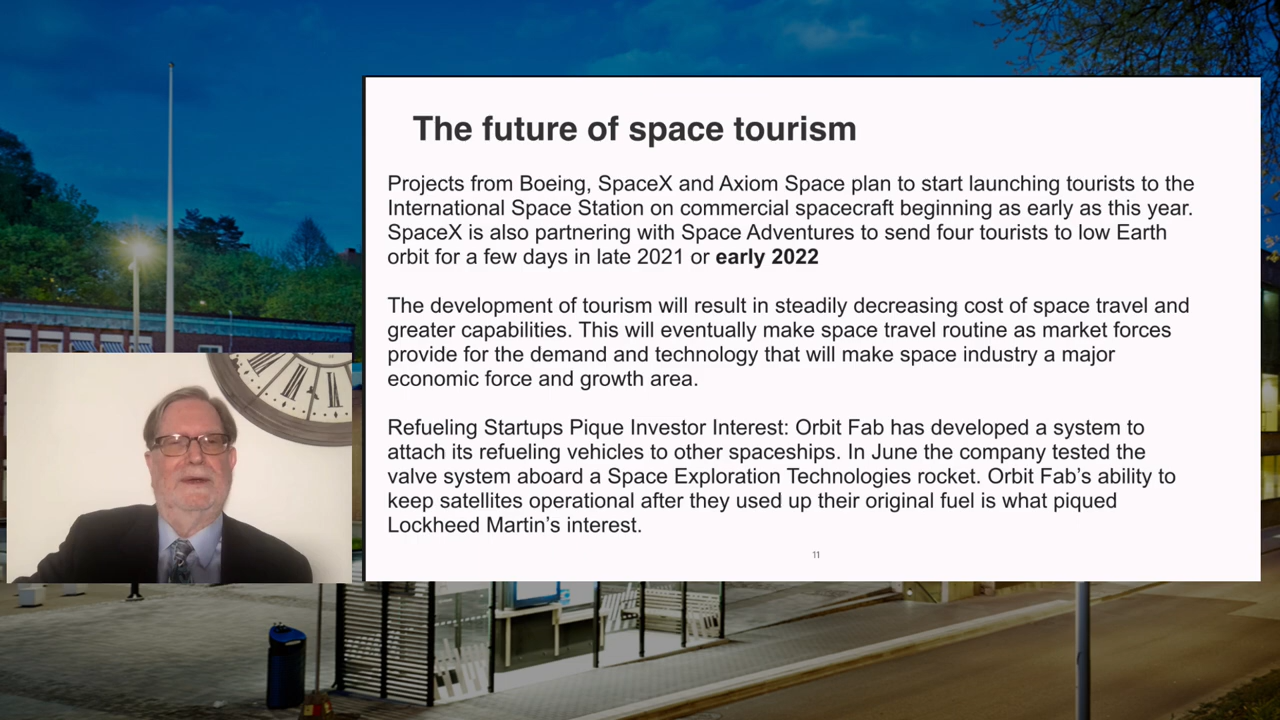 The future of space tourism
Projects from Boeing, SpaceX and Axiom Space plan to start launching tourists to the
International Space Station on commercial spacecraft beginning as early as this year.
SpaceX is also partnering with Space Adventures to send four tourists to low Earth
orbit for a few days in late 2021 or early 2022
The development of tourism will result in steadily decreasing cost of space travel and
greater capabilities. This will eventually make space travel routine as market forces
provide for the demand and technology that will make space industry a major
economic force and growth area.
Refueling Startups Pique Investor Interest: Orbit Fab has developed a system to
attach its refueling vehicles to other spaceships. In June the company tested the
valve system aboard a Space Exploration Technologies rocket. Orbit Fab’s ability to
keep satellites operational after they used up their original fuel is what piqued
Lockheed Martin’s interest.
11